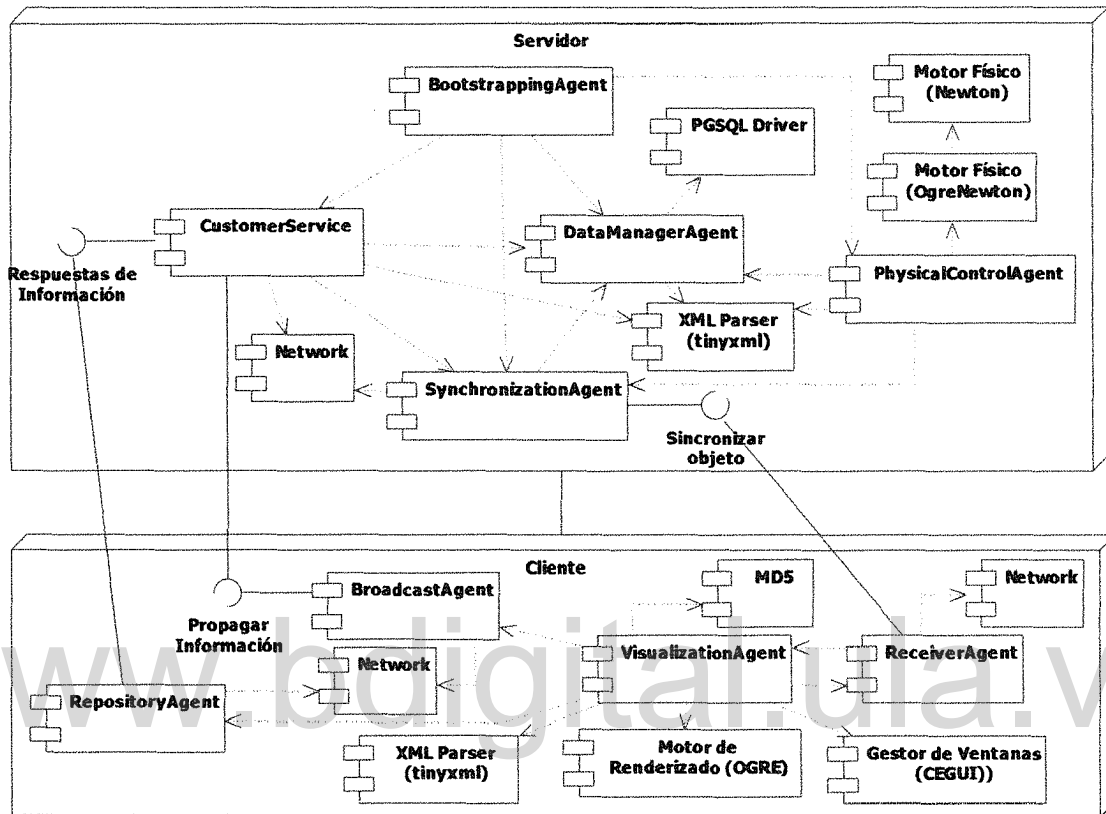 Servidor
BootstrappingAgent
Motor Físico
(Newton)
PGSQL Driver
Motor Físico
(OgreNewton)
CustomerService
DataManagerAgent
PhysicalControlAgent
Respuestas de
Información
XML Parser
(tinyxml)
Network
SynchronizationAgent
Sincronizar
objeto
Cliente
BroadcastAgent
MD5
Network
Propagar
Información
Network
VisualizationAgent
ReceiverAgent
RepositoryAgent
XML Parser
(tinyxml)
Motor de
Renderizado (OGRE)
Gestor de Ventanas
(CEGUI))
ww.bdigital.ula.v